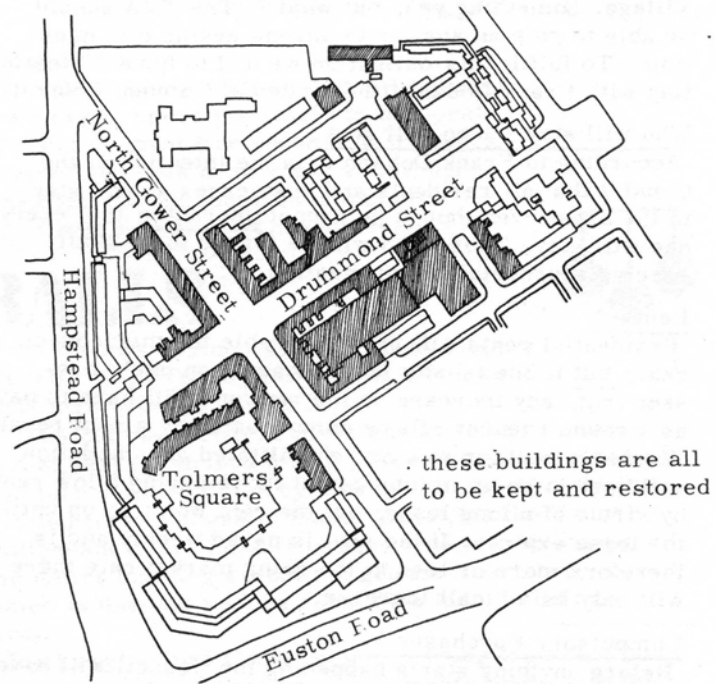 North Gower Street
Drummond Street
Hampstead Road
Tolmers
Square
. these buildings are all
to be kept and restored
Euston Road